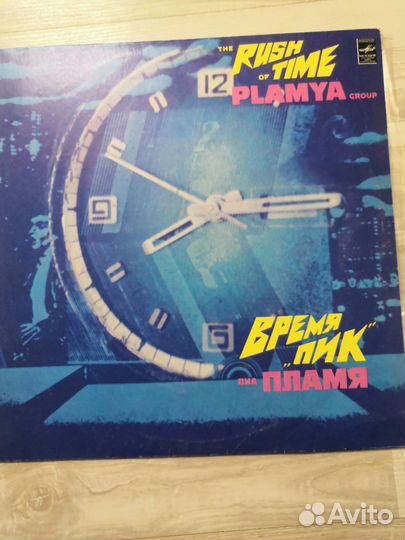 THE RUSH
OF TIME
PLAMYA GROUP
12
9
6
ВРЕМЯ
„ПИК"
ВИА ПЛАМЯ
Avito